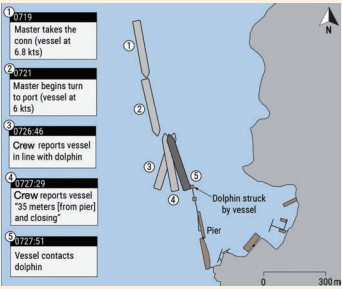 1
0719
Master takes the
conn (vessel at
6.8 kts)
2
0721
Master begins turn
to port (vessel at
6 kts)
3
0726:46
Crew reports vessel
in line with dolphin
4
0727:29
Crew reports vessel
"35 meters [from pier]
and closing"
5
0727:51
Vessel contacts
dolphin
N
1
2
3
4
5
Dolphin struck
by vessel
Pier
0
300 m